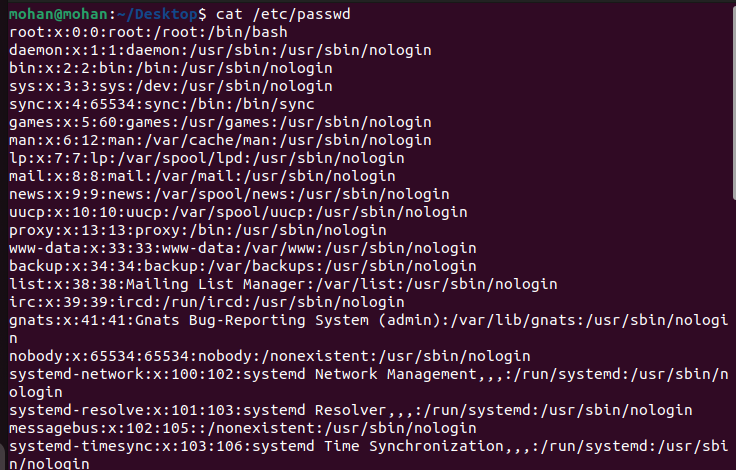 mohan@mohan:~/Desktop$ cat /etc/passwd
root:x:0:0:root:/root:/bin/bash
daemon:x:1:1:daemon:/usr/sbin:/usr/sbin/nologin
bin:x:2:2:bin:/bin:/usr/sbin/nologin
sys:x:3:3:sys:/dev:/usr/sbin/nologin
sync:x:4:65534:sync:/bin:/bin/sync
games:x:5:60:games:/usr/games:/usr/sbin/nologin
man:x:6:12:man:/var/cache/man:/usr/sbin/nologin
lp:x:7:7:lp:/var/spool/lpd:/usr/sbin/nologin
mail:x:8:8:mail:/var/mail:/usr/sbin/nologin
news:x:9:9:news:/var/spool/news:/usr/sbin/nologin
uucp:x:10:10:uucp:/var/spool/uucp:/usr/sbin/nologin
proxy:x:13:13:proxy:/bin:/usr/sbin/nologin
www-data:x:33:33:www-data:/var/www:/usr/sbin/nologin
backup:x:34:34:backup:/var/backups:/usr/sbin/nologin
list:x:38:38:Mailing List Manager:/var/list:/usr/sbin/nologin
irc:x:39:39:ircd:/run/ircd:/usr/sbin/nologin
gnats:x:41:41:Gnats Bug-Reporting System (admin):/var/lib/gnats:/usr/sbin/nologi
n
nobody:x:65534:65534:nobody:/nonexistent:/usr/sbin/nologin
systemd-network:x:100:102:systemd Network Management,,,:/run/systemd:/usr/sbin/n
ologin
systemd-resolve:x:101:103:systemd Resolver,,,:/run/systemd:/usr/sbin/nologin
messagebus:x:102:105::/nonexistent:/usr/sbin/nologin
systemd-timesync:x:103:106:systemd Time Synchronization,,,:/run/systemd:/usr/sbi
n/nologin